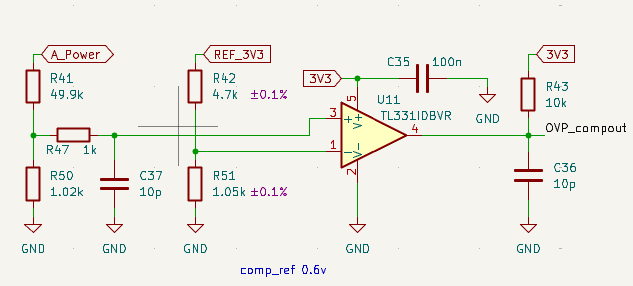 A_Power
REF_3V3
3V3
C35 100n
3V3
R41
49.9k
R42
4.7k ±0.1%
GND
R43
10k
U11
TL331IDBVR
3
+
1
-
5
V+
V-
2
4
OVP_compout
R47 1k
R50
1.02k
C37
10p
R51
1.05k ±0.1%
C36
10p
GND
GND
GND
GND
GND
comp_ref 0.6v